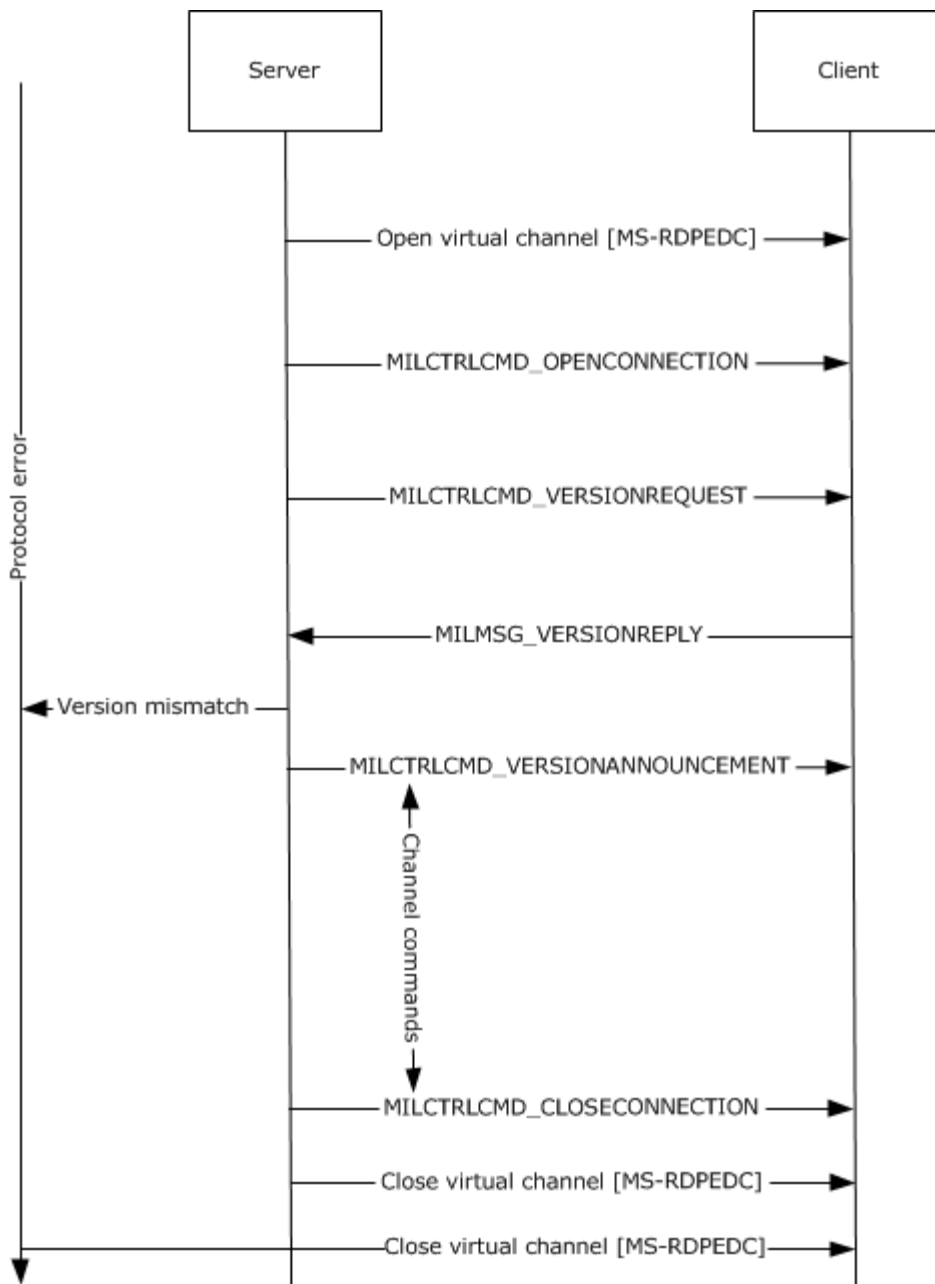 Server
Client
Open virtual channel [MS-RDPEDC]
MILCTRLCMD_OPENCONNECTION
MILCTRLCMD_VERSIONREQUEST
Protocol error
MILMSG_VERSIONREPLY
Version mismatch
MILCTRLCMD_VERSIONANNOUNCEMENT
Channel commands
MILCTRLCMD_CLOSECONNECTION
Close virtual channel [MS-RDPEDC]
Close virtual channel [MS-RDPEDC]